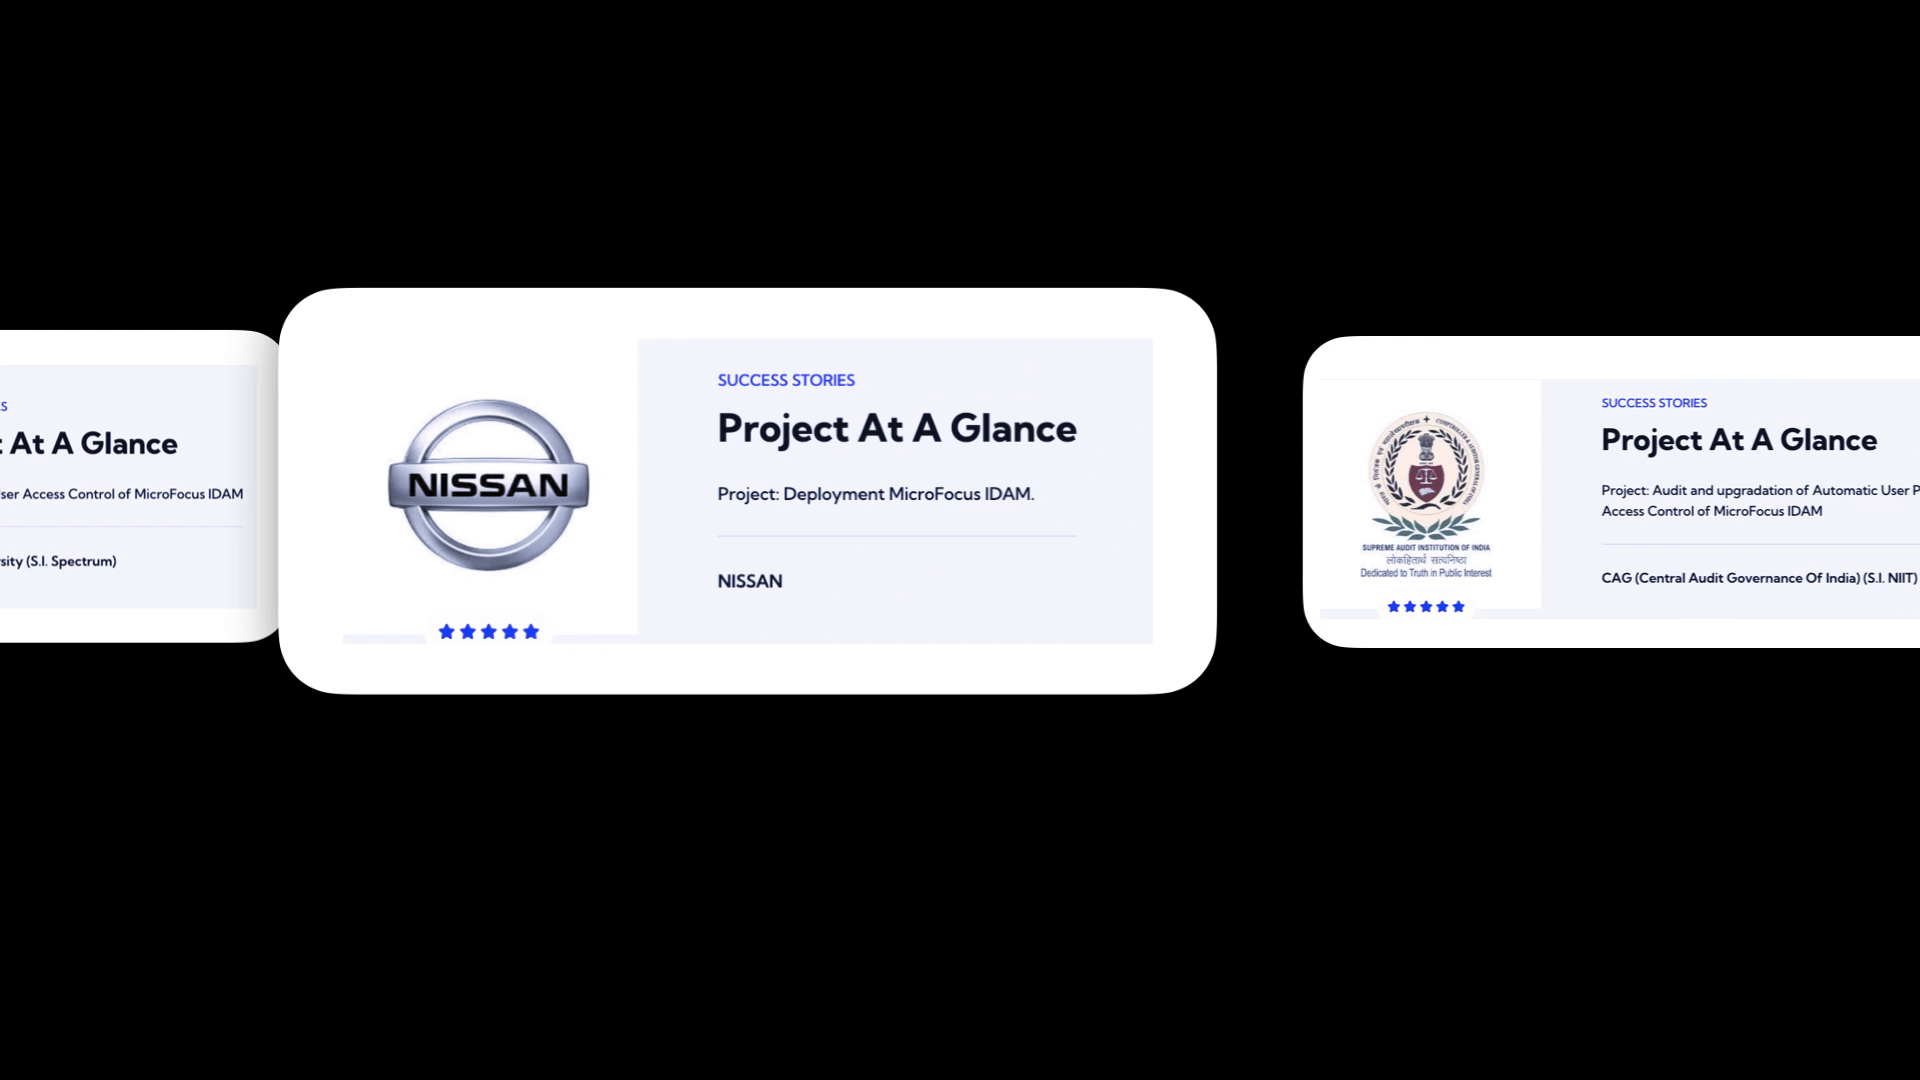 S
t At A Glance
ser Access Control of MicroFocus IDAM
sity (S.I. Spectrum)
NISSAN
SUCCESS STORIES
Project At A Glance
Project: Deployment MicroFocus IDAM.
NISSAN
SUPREME AUDIT INSTITUTION OF INDIA
लोकहितार्थ सत्यनिष्ठा
Dedicated to Truth in Public Interest
SUCCESS STORIES
Project At A Glance
Project: Audit and upgradation of Automatic User P
Access Control of MicroFocus IDAM
CAG (Central Audit Governance Of India) (S.I. NIIT)